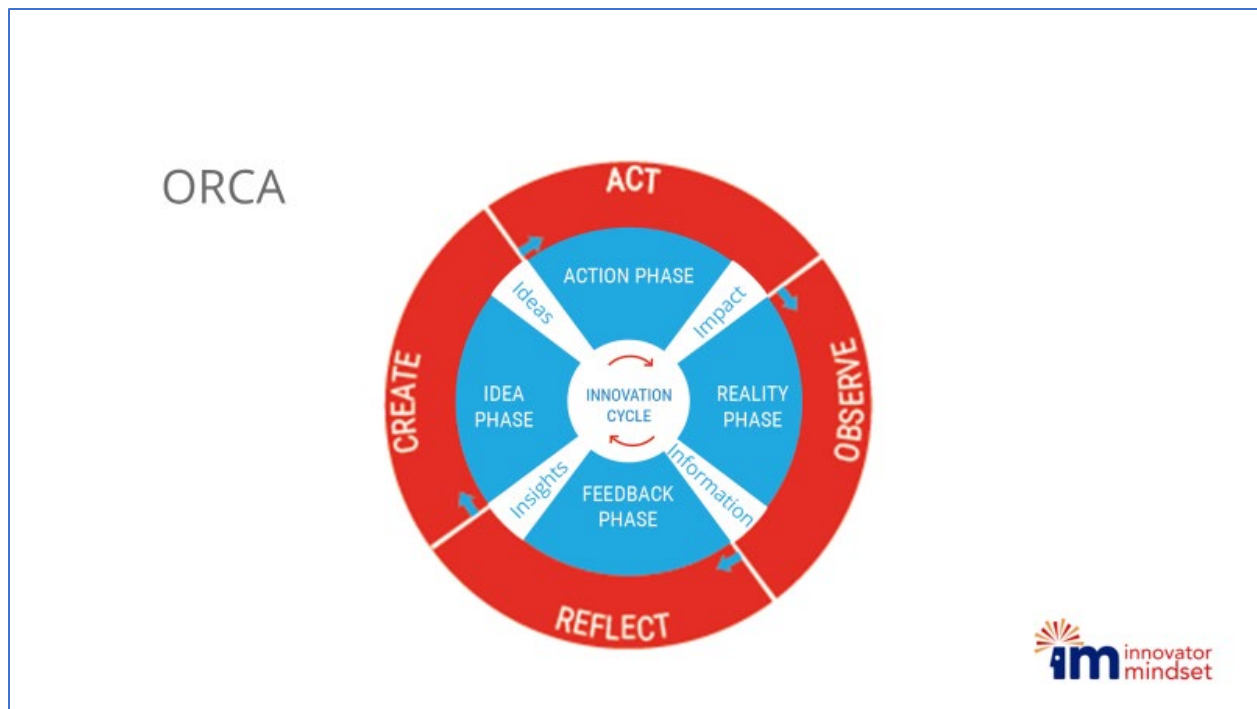 ORCA
ACT
ACTION PHASE
Ideas
Impact
CREATE
IDEA
PHASE
INNOVATION
CYCLE
REALITY
PHASE
OBSERVE
Insights
FEEDBACK
PHASE
Information
REFLECT
im innovator
mindset